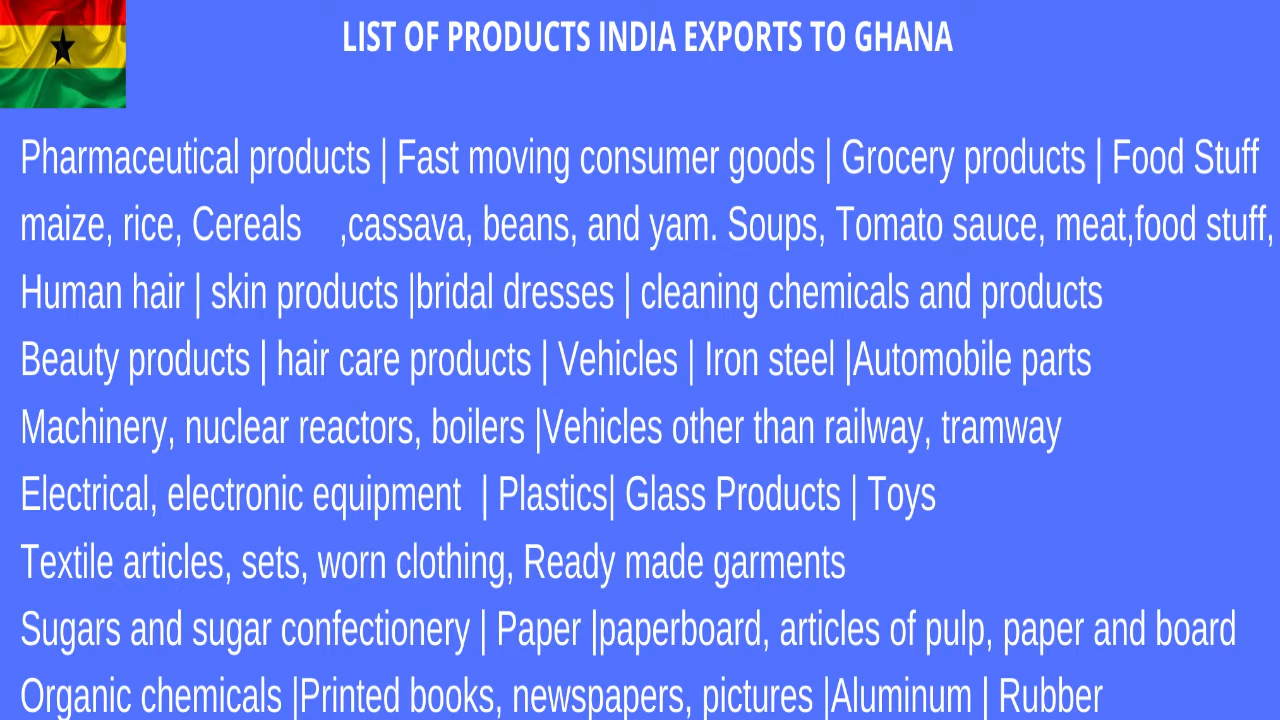 LIST OF PRODUCTS INDIA EXPORTS TO GHANA
Pharmaceutical products | Fast moving consumer goods | Grocery products | Food Stuff
maize, rice, Cereals    ,cassava, beans, and yam. Soups, Tomato sauce, meat,food stuff,
Human hair | skin products |bridal dresses | cleaning chemicals and products
Beauty products | hair care products | Vehicles | Iron steel |Automobile parts
Machinery, nuclear reactors, boilers |Vehicles other than railway, tramway
Electrical, electronic equipment  | Plastics| Glass Products | Toys
Textile articles, sets, worn clothing, Ready made garments
Sugars and sugar confectionery | Paper |paperboard, articles of pulp, paper and board
Organic chemicals |Printed books, newspapers, pictures |Aluminum | Rubber